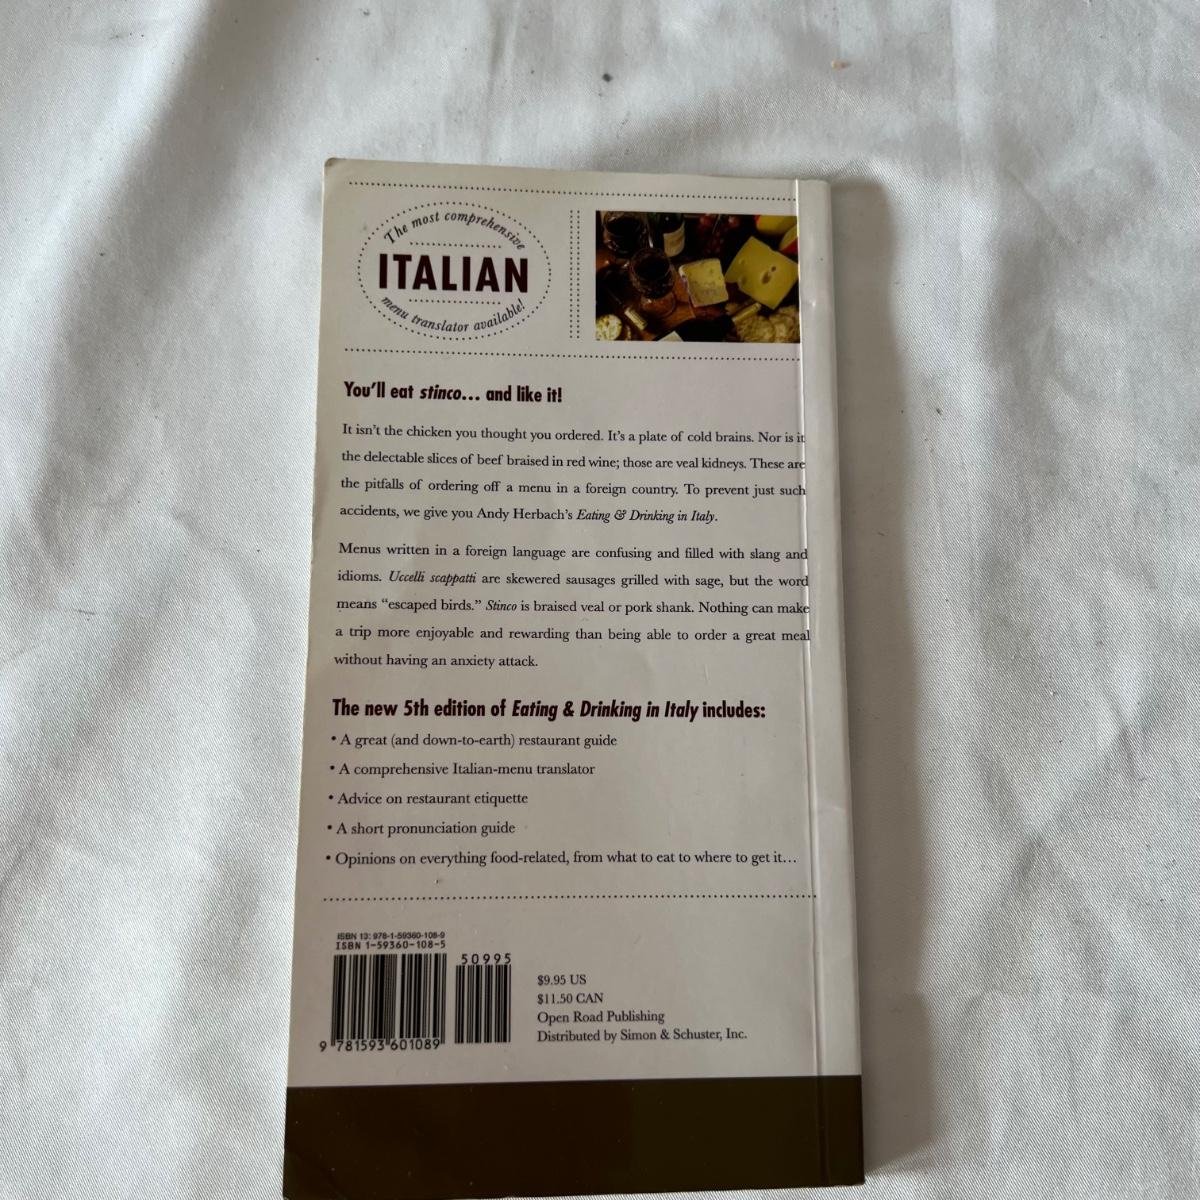 The most comprehensive
ITALIAN
menu translator available!
You'll eat stinco... and like it!
It isn't the chicken you thought you ordered. It's a plate of cold brains. Nor is it
the delectable slices of beef braised in red wine; those are veal kidneys. These are
the pitfalls of ordering off a menu in a foreign country. To prevent just such
accidents, we give you Andy Herbach's Eating & Drinking in Italy.
Menus written in a foreign language are confusing and filled with slang and
idioms. Uccelli scappatti are skewered sausages grilled with sage, but the word
means "escaped birds." Stinco is braised veal or pork shank. Nothing can make
a trip more enjoyable and rewarding than being able to order a great meal
without having an anxiety attack.
The new 5th edition of Eating & Drinking in Italy includes:
• A great (and down-to-earth) restaurant guide
• A comprehensive Italian-menu translator
• Advice on restaurant etiquette
• A short pronunciation guide
• Opinions on everything food-related, from what to eat to where to get it...
ISBN 13: 978-1-59360-108-9
ISBN 1-59360-108-5
50995
9 781593 601089
$9.95 US
$11.50 CAN
Open Road Publishing
Distributed by Simon & Schuster, Inc.